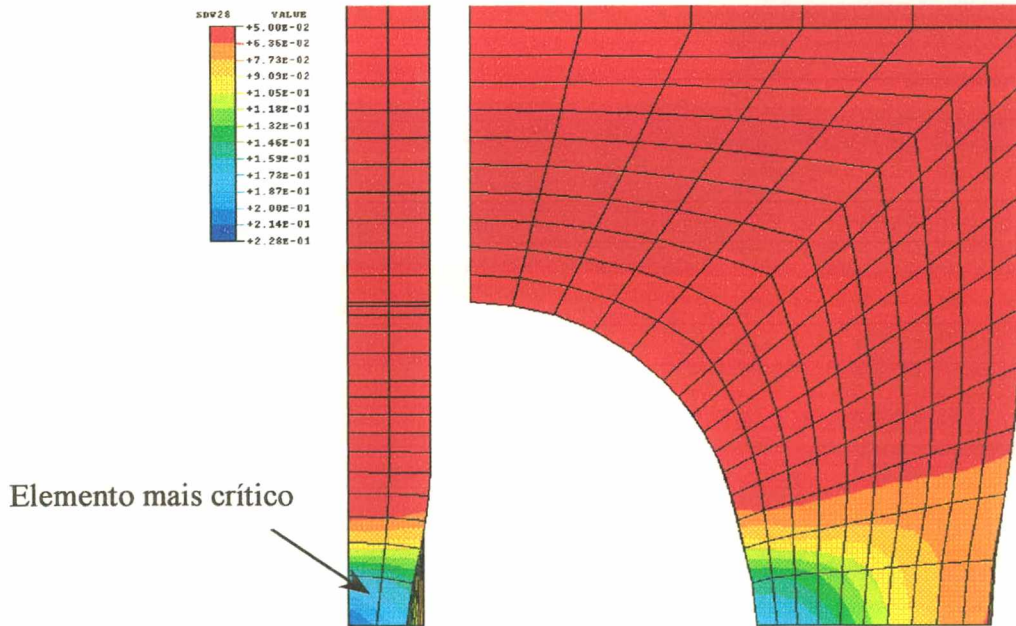 SDV28 VALUE
+5.00E-02
+6.36E-02
+7.73E-02
+9.09E-02
+1.05E-01
+1.18E-01
+1.32E-01
+1.46E-01
+1.59E-01
+1.73E-01
+1.87E-01
+2.00E-01
+2.14E-01
+2.28E-01
Elemento mais crítico